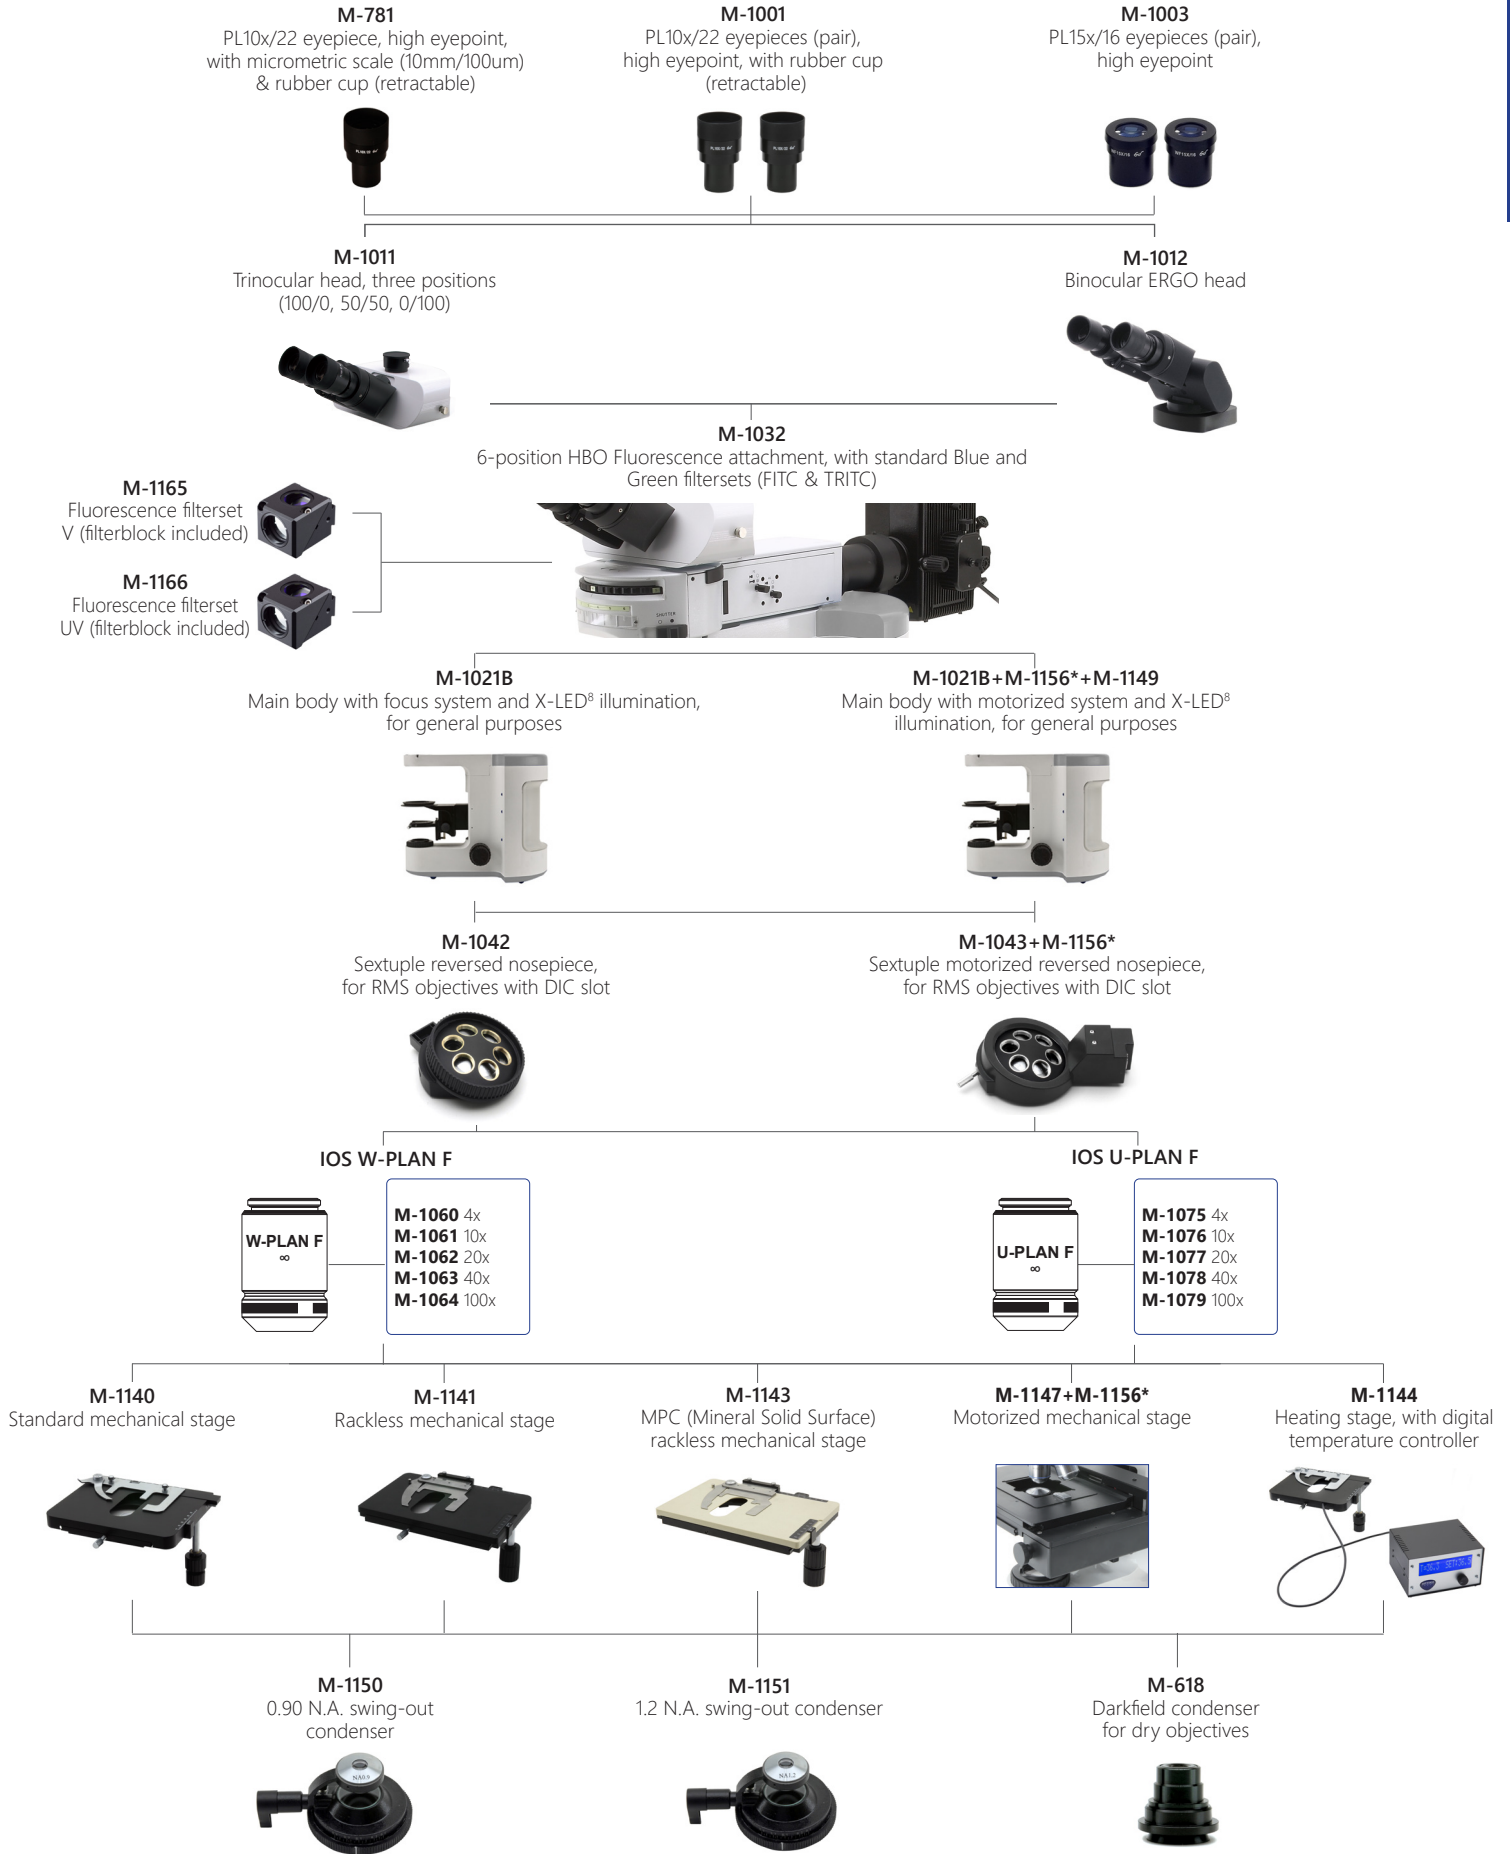 M-781
PL10x/22 eyepiece, high eyepoint,
with micrometric scale (10mm/100um)
& rubber cup (retractable)
M-1001
PL10x/22 eyepieces (pair),
high eyepoint, with rubber cup
(retractable)
M-1003
PL15x/16 eyepieces (pair),
high eyepoint
M-1011
Trinocular head, three positions
(100/0, 50/50, 0/100)
M-1012
Binocular ERGO head
M-1032
6-position HBO Fluorescence attachment, with standard Blue and
Green filtersets (FITC & TRITC)
M-1165
Fluorescence filterset
V (filterblock included)
M-1166
Fluorescence filterset
UV (filterblock included)
SHUTTER
M-1021B
Main body with focus system and X-LED⁸ illumination,
for general purposes
M-1021B+M-1156*+M-1149
Main body with motorized system and X-LED⁸
illumination, for general purposes
M-1042
Sextuple reversed nosepiece,
for RMS objectives with DIC slot
M-1043+M-1156*
Sextuple motorized reversed nosepiece,
for RMS objectives with DIC slot
IOS W-PLAN F
W-PLAN F
∞
M-1060 4x
M-1061 10x
M-1062 20x
M-1063 40x
M-1064 100x
IOS U-PLAN F
U-PLAN F
∞
M-1075 4x
M-1076 10x
M-1077 20x
M-1078 40x
M-1079 100x
M-1140
Standard mechanical stage
M-1141
Rackless mechanical stage
M-1143
MPC (Mineral Solid Surface)
rackless mechanical stage
M-1147+M-1156*
Motorized mechanical stage
M-1144
Heating stage, with digital
temperature controller
M-1150
0.90 N.A. swing-out
condenser
NA0.9
M-1151
1.2 N.A. swing-out condenser
NA1.2
M-618
Darkfield condenser
for dry objectives